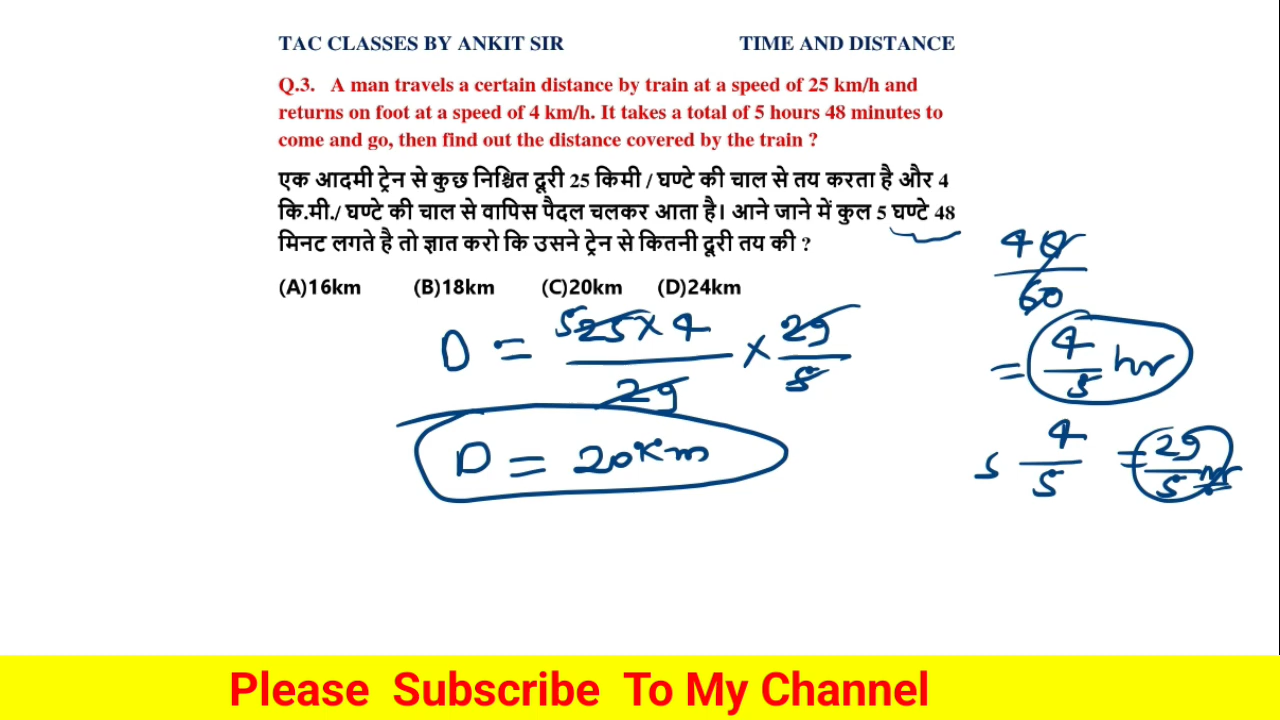 TAC CLASSES BY ANKIT SIR TIME AND DISTANCE
Q.3. A man travels a certain distance by train at a speed of 25 km/h and
returns on foot at a speed of 4 km/h. It takes a total of 5 hours 48 minutes to
come and go, then find out the distance covered by the train ?
एक आदमी ट्रेन से कुछ निश्चित दूरी 25 किमी / घण्टे की चाल से तय करता है और 4
कि.मी./ घण्टे की चाल से वापिस पैदल चलकर आता है। आने जाने में कुल 5 घण्टे 48
मिनट लगते है तो ज्ञात करो कि उसने ट्रेन से कितनी दूरी तय की ?
(A)16km (B)18km (C)20km (D)24km
D = 525 × 4 / 29 × 29 / 5
D = 20Km
48 / 60
= 4 / 5 hr
5 4 / 5 = 29 / 5 hr
Please Subscribe To My Channel